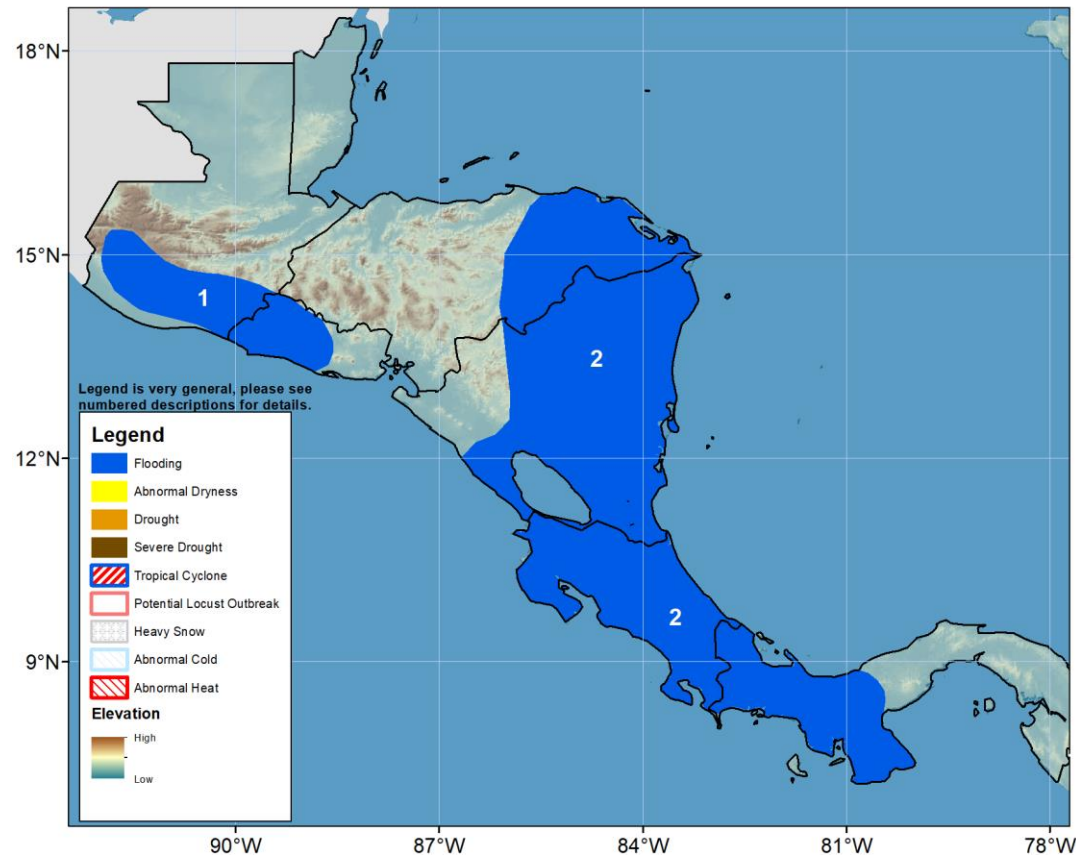 18°N
15°N
12°N
9°N
1
2
2
Legend is very general, please see
numbered descriptions for details.
Legend
Flooding
Abnormal Dryness
Drought
Severe Drought
Tropical Cyclone
Potential Locust Outbreak
Heavy Snow
Abnormal Cold
Abnormal Heat
Elevation
High
Low
90°W
87°W
84°W
81°W
78°W